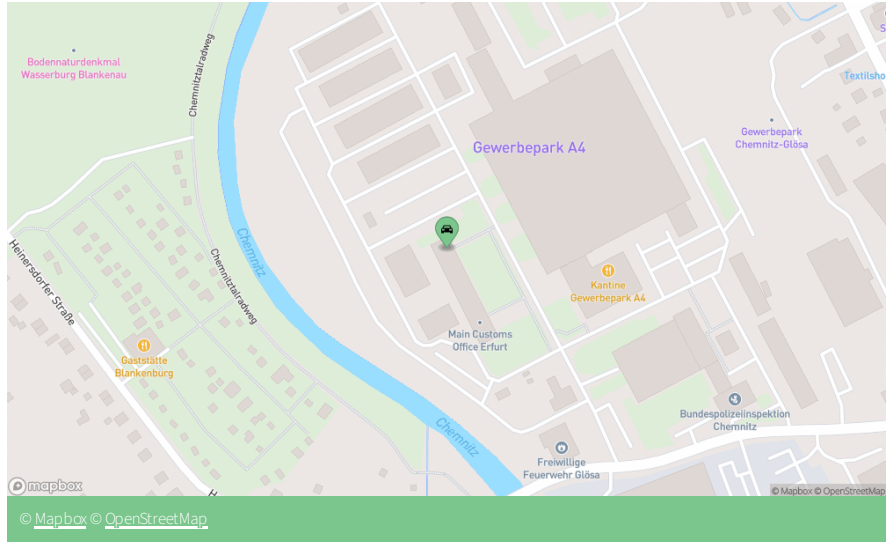 Bodennaturdenkmal
Wasserburg Blankenau
Chemnitztalradweg
Gewerbepark A4
Textilsho
Gewerbepark
Chemnitz-Glösa
Chemnitz
Chemnitztalradweg
Heinersdorfer Straße
Kantine
Gewerbepark A4
Main Customs
Office Erfurt
Gaststätte
Blankenburg
Bundespolizeiinspektion
Chemnitz
Chemnitz
Freiwillige
Feuerwehr Glösa
mapbox
© Mapbox © OpenStreetMap
© Mapbox © OpenStreetMap